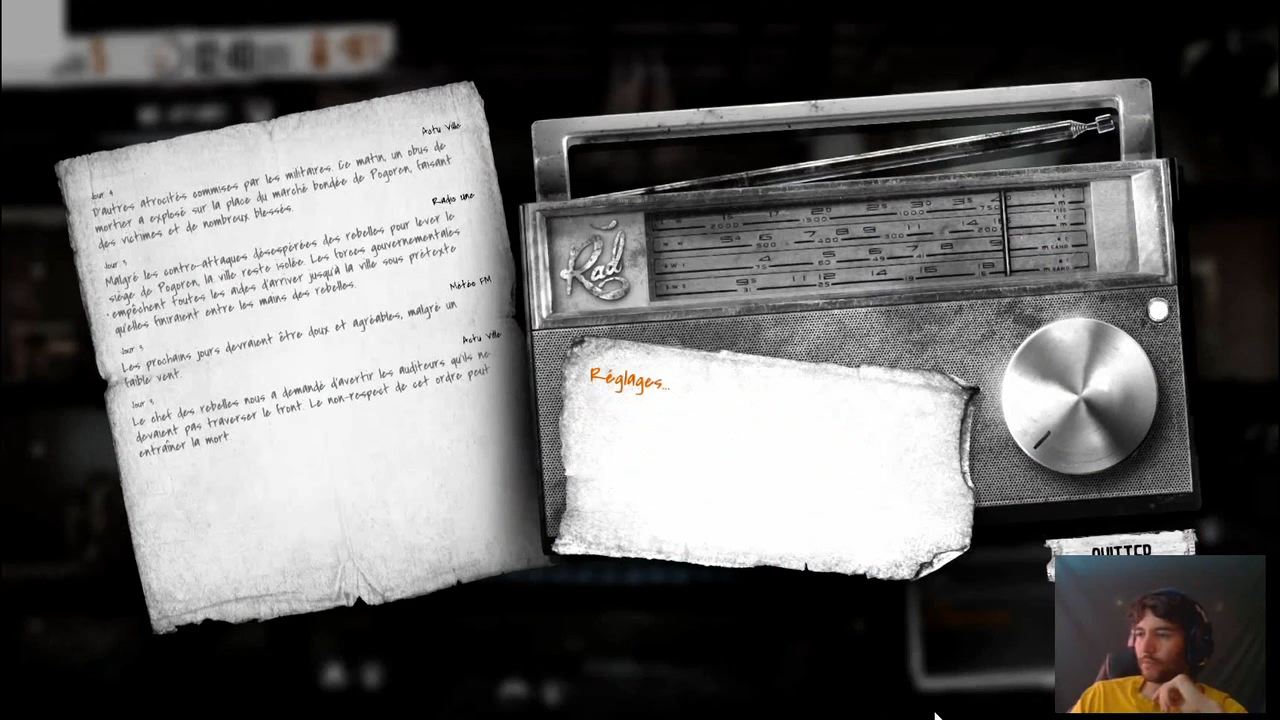 Actu Ville
Jour 4
D'autres atrocités commises par les militaires. Ce matin, un obus de
mortier a explosé sur la place du marché bondée de Pogoren, faisant
des victimes et de nombreux blessés.
Radio Une
Jour 3
Malgré les contre-attaques désespérées des rebelles pour lever le
siège de Pogoren, la ville reste isolée. Les forces gouvernementales
empêchent toutes les aides d'arriver jusqu'à la ville sous prétexte
qu'elles finiraient entre les mains des rebelles.
Météo FM
Jour 3
Les prochains jours devraient être doux et agréables, malgré un
faible vent.
Actu Ville
Jour
Le chef des rebelles nous a demandé d'avertir les auditeurs qu'ils ne
devaient pas traverser le front. Le non-respect de cet ordre peut
entraîner la mort
Rad
Réglages...
QUITTER